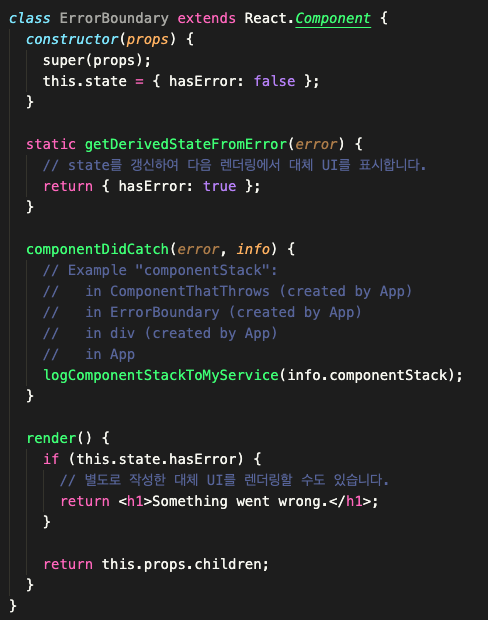 class ErrorBoundary extends React.Component {
  constructor(props) {
    super(props);
    this.state = { hasError: false };
  }

  static getDerivedStateFromError(error) {
    // state를 갱신하여 다음 렌더링에서 대체 UI를 표시합니다.
    return { hasError: true };
  }

  componentDidCatch(error, info) {
    // Example "componentStack":
    //   in ComponentThatThrows (created by App)
    //   in ErrorBoundary (created by App)
    //   in div (created by App)
    //   in App
    logComponentStackToMyService(info.componentStack);
  }

  render() {
    if (this.state.hasError) {
      // 별도로 작성한 대체 UI를 렌더링할 수도 있습니다.
      return <h1>Something went wrong.</h1>;
    }

    return this.props.children;
  }
}